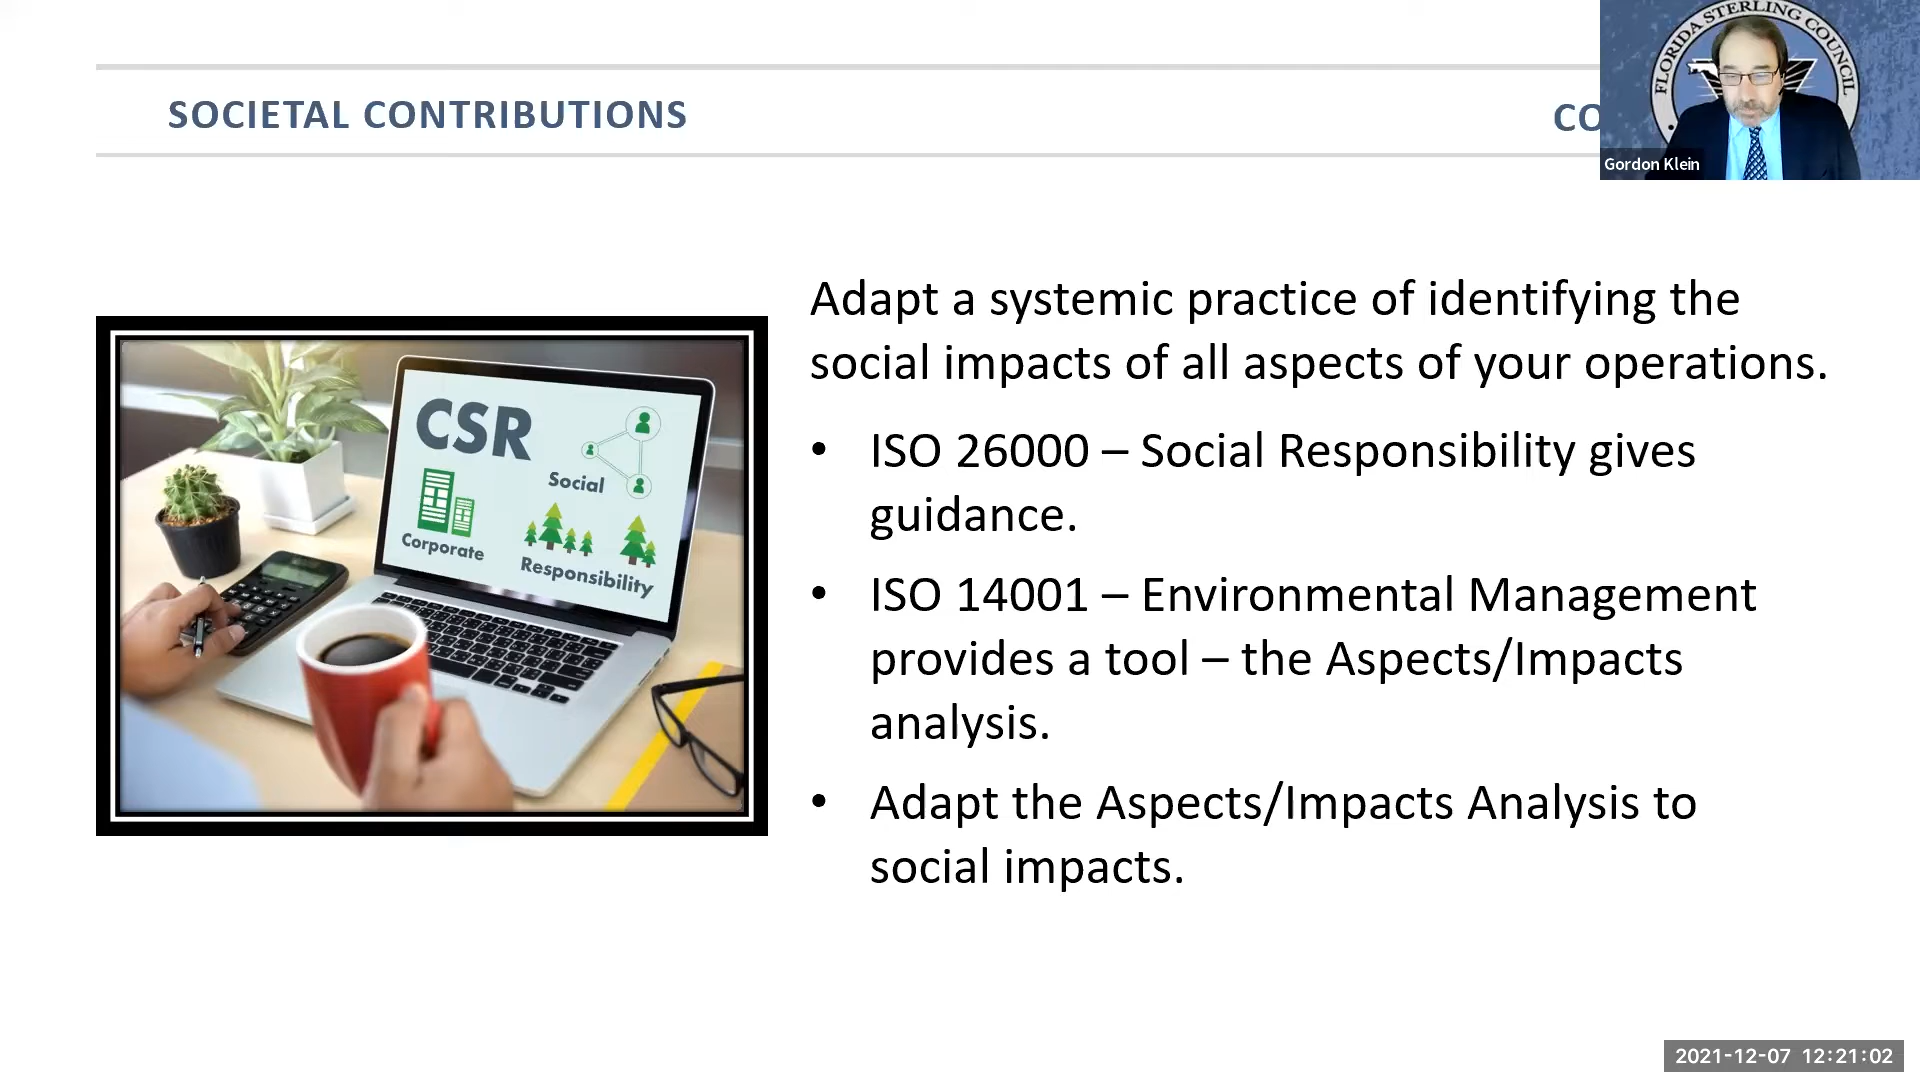 SOCIETAL CONTRIBUTIONS
FLORIDA STERLING COUNCIL
Gordon Klein
Adapt a systemic practice of identifying the
social impacts of all aspects of your operations.
• ISO 26000 – Social Responsibility gives
guidance.
• ISO 14001 – Environmental Management
provides a tool – the Aspects/Impacts
analysis.
• Adapt the Aspects/Impacts Analysis to
social impacts.
CSR
Social
Corporate
Responsibility
2021-12-07 12:21:02